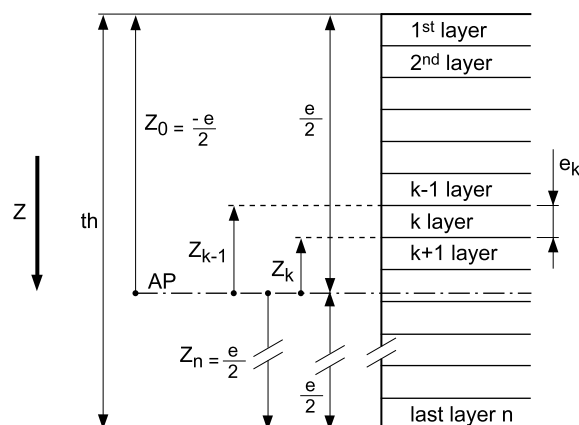 1st layer
2nd layer
Z0 = -e/2
e/2
ek
k-1 layer
Z
th
k layer
Zk-1
Zk
k+1 layer
AP
Zn = e/2
e/2
last layer n